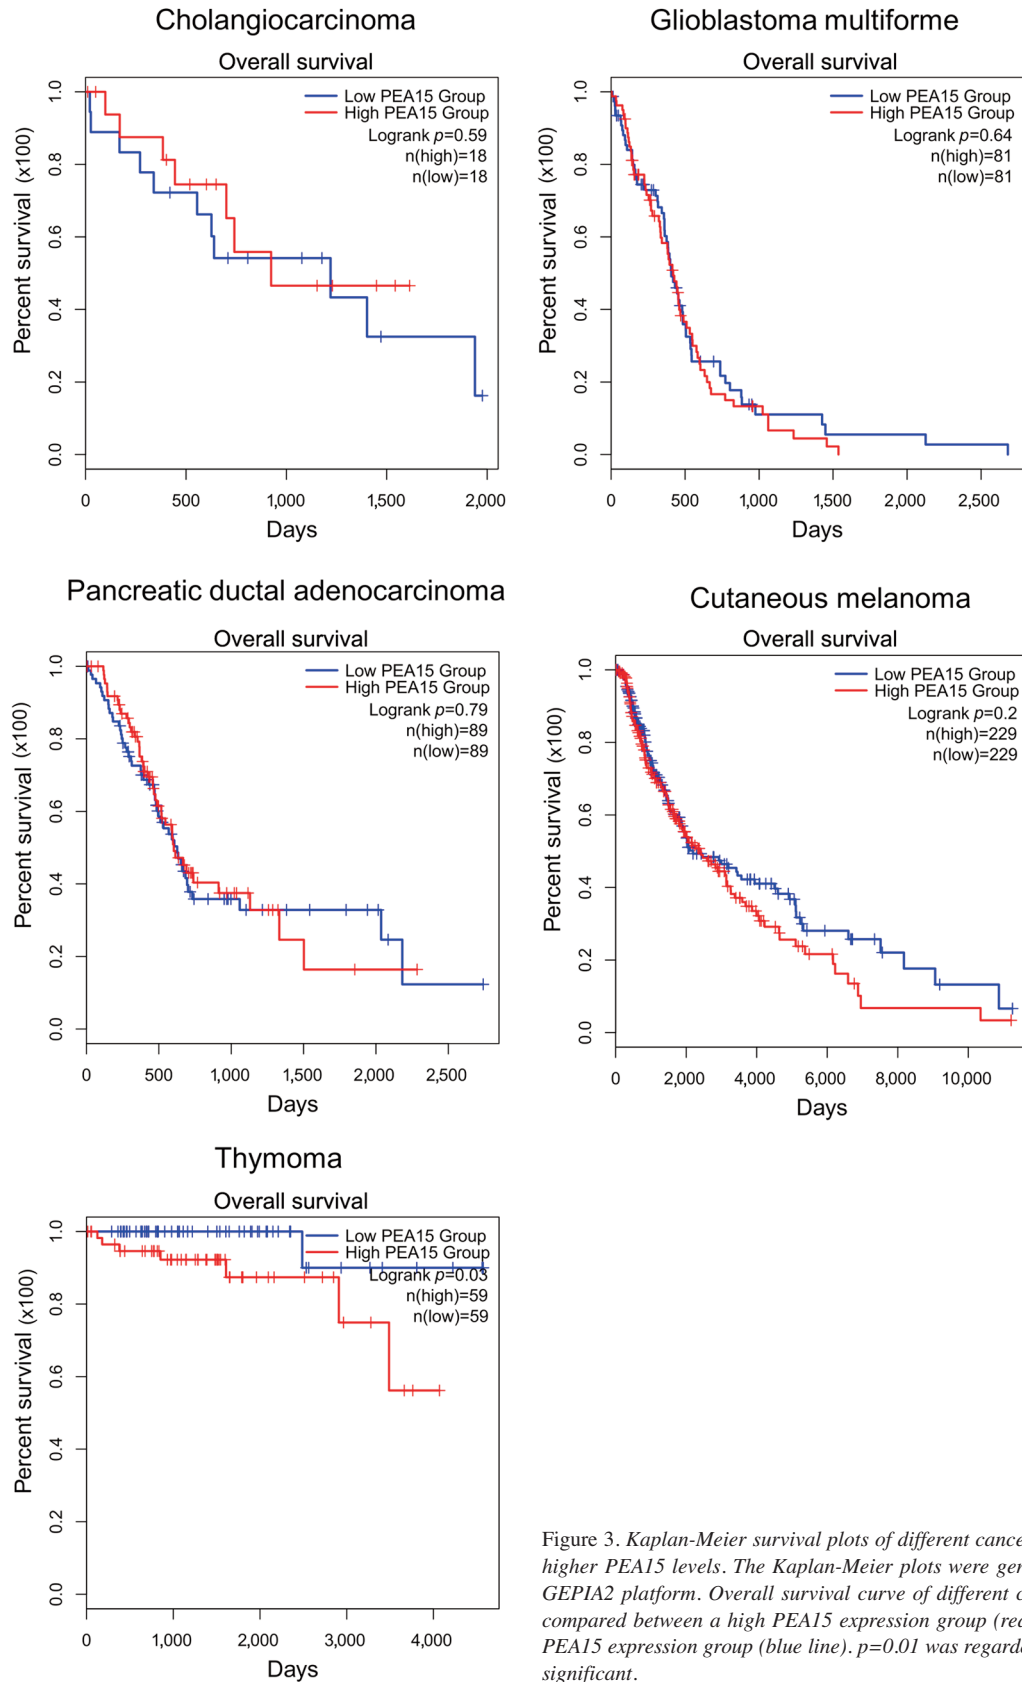 Cholangiocarcinoma
Overall survival
Low PEA15 Group
High PEA15 Group
Logrank p=0.59
n(high)=18
n(low)=18
Percent survival (x100)
1.0
0.8
0.6
0.4
0.2
0.0
0 500 1,000 1,500 2,000
Days
Glioblastoma multiforme
Overall survival
Low PEA15 Group
High PEA15 Group
Logrank p=0.64
n(high)=81
n(low)=81
Percent survival (x100)
1.0
0.8
0.6
0.4
0.2
0.0
0 500 1,000 1,500 2,000 2,500
Days
Pancreatic ductal adenocarcinoma
Overall survival
Low PEA15 Group
High PEA15 Group
Logrank p=0.79
n(high)=89
n(low)=89
Percent survival (x100)
1.0
0.8
0.6
0.4
0.2
0.0
0 500 1,000 1,500 2,000 2,500
Days
Cutaneous melanoma
Overall survival
Low PEA15 Group
High PEA15 Group
Logrank p=0.2
n(high)=229
n(low)=229
Percent survival (x100)
1.0
0.8
0.6
0.4
0.2
0.0
0 2,000 4,000 6,000 8,000 10,000
Days
Thymoma
Overall survival
Low PEA15 Group
High PEA15 Group
Logrank p=0.03
n(high)=59
n(low)=59
Percent survival (x100)
1.0
0.8
0.6
0.4
0.2
0.0
0 1,000 2,000 3,000 4,000
Days
Figure 3. Kaplan-Meier survival plots of different cance
higher PEA15 levels. The Kaplan-Meier plots were ger
GEPIA2 platform. Overall survival curve of different c
compared between a high PEA15 expression group (rec
PEA15 expression group (blue line). p=0.01 was regarde
significant.